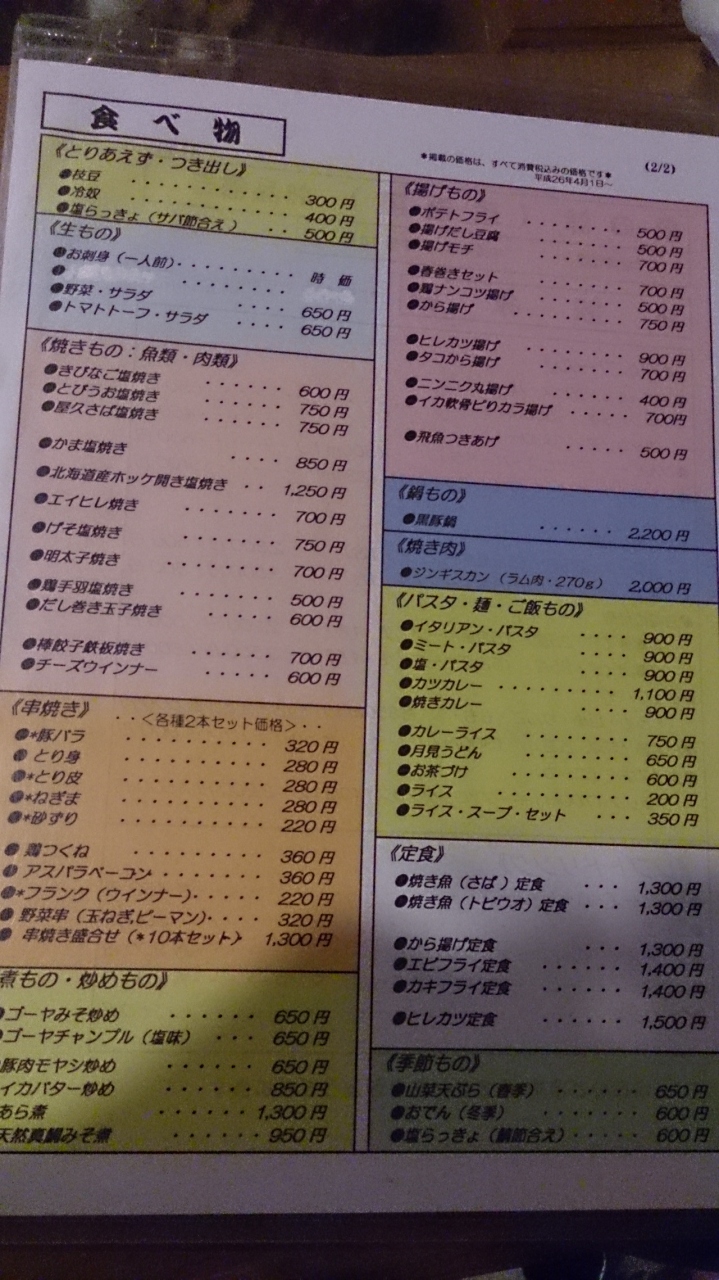 食べ物
●掲載の価格は、すべて消費税込みの価格です●
(2/2)
平成26年4月1日～
《とりあえず・つき出し》
●枝豆 ・・・・・・・・・・・ 300円
●冷奴 ・・・・・・・・・・・ 400円
●塩らっきょ（サバ節合え） ・・・・ 500円
《生もの》
●お刺身（一人前）・・・・・・・・・ 時 価
●野菜・サラダ ・・・・・ 650円
●トマトトーフ・サラダ ・・・・ 650円
《焼きもの：魚類・肉類》
●きびなご塩焼き ・・・・・・ 600円
●とびうお塩焼き ・・・・・・ 750円
●屋久さば塩焼き ・・・・・・ 750円
●かま塩焼き ・・・・ 850円
●北海道産ホッケ開き塩焼き ・・ 1,250円
●エイヒレ焼き ・・・・・・ 700円
●げそ塩焼き ・・・・・・ 750円
●明太子焼き ・・・・・・ 700円
●鶏手羽塩焼き ・・・・・・ 500円
●だし巻き玉子焼き ・・・・・ 600円
●棒餃子鉄板焼き ・・・・・・ 700円
●チーズウインナー ・・・・・・ 600円
《串焼き》
・・＜各種2本セット価格＞・・
●*豚バラ ・・・・・・・・・・ 320円
● とり身 ・・・・・・・・・・ 280円
●*とり皮 ・・・・・・・・・・ 280円
●*ねぎま ・・・・・・・・・・ 280円
●*砂ずり ・・・・・・・・・・ 220円
● 鶏つくね ・・・・・・・・・ 360円
● アスパラベーコン・・・・・・・・ 360円
●*フランク（ウインナー）・・・・・ 220円
● 野菜串（玉ねぎ,ピーマン）・・・・ 320円
● 串焼き盛合せ（*10本セット） 1,300円
煮もの・炒めもの》
ゴーヤみそ炒め ・・・・・・ 650円
ゴーヤチャンプル（塩味） ・・・ 650円
豚肉モヤシ炒め ・・・・・・ 650円
イカバター炒め ・・・・・・ 850円
あら煮 ・・・・・・・・ 1,300円
天然真鯛みそ煮 ・・・・・・ 950円
《揚げもの》
●ポテトフライ ・・・・・・・ 500円
●揚げだし豆腐 ・・・・・・・ 500円
●揚げモチ ・・・・・・・ 700円
●春巻きセット ・・・・・・・ 700円
●鶏ナンコツ揚げ ・・・・・・・ 500円
●から揚げ ・・・・・・・・ 750円
●ヒレカツ揚げ ・・・・・・・ 900円
●タコから揚げ ・・・・・・・ 700円
●ニンニク丸揚げ ・・・・・・ 400円
●イカ軟骨ピりカラ揚げ ・・・・・ 700円
●飛魚つきあげ ・・・・・ 500円
《鍋もの》
●黒豚鍋 ・・・・・・ 2,200円
《焼き肉》
●ジンギスカン（ラム肉・270g） 2,000円
《パスタ・麺・ご飯もの》
●イタリアン・パスタ ・・・・ 900円
●ミート・パスタ ・・・・ 900円
●塩・パスタ ・・・・ 900円
●カツカレー・・・・・・・・・ 1,100円
●焼きカレー ・・・・ 900円
●カレーライス ・・・・・・・ 750円
●月見うどん ・・・・・・・ 650円
●お茶づけ ・・・・・・・・ 600円
●ライス ・・・・・・・・・ 200円
●ライス・スープ・セット ・・・・ 350円
《定食》
●焼き魚（さば）定食 ・・・ 1,300円
●焼き魚（トビウオ）定食 ・・・ 1,300円
●から揚げ定食 ・・・ 1,300円
●エビフライ定食 ・・・・・・ 1,400円
●カキフライ定食 ・・・・・・ 1,400円
●ヒレカツ定食 ・・・・・・ 1,500円
《季節もの》
●山菜天ぷら（春季） ・・・・・・ 650円
●おでん（冬季） ・・・・・・・ 600円
●塩らっきょ（鯖節合え）・・・・・ 600円